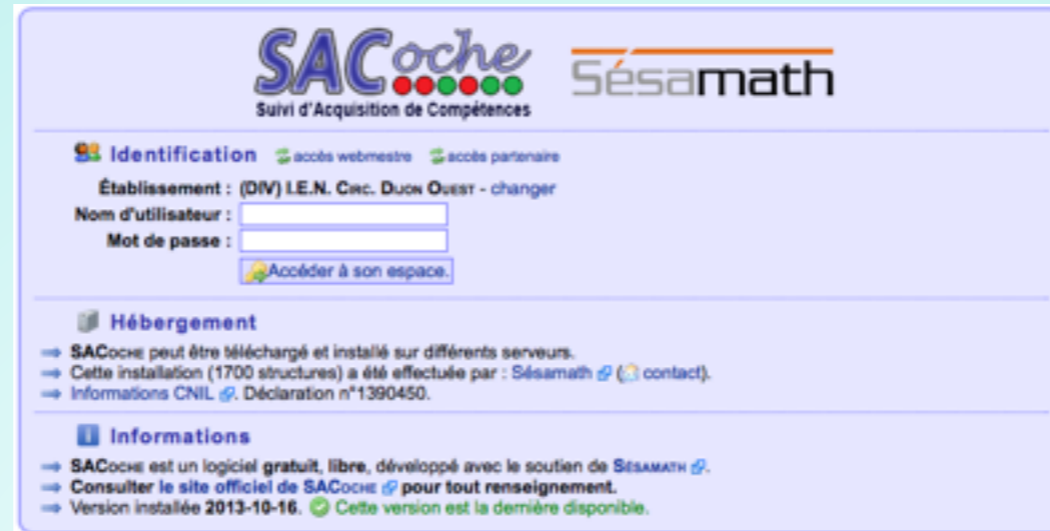 SACoche
Suivi d'Acquisition de Compétences
Sésamath
Identification accès webmestre accès partenaire
Établissement : (DIV) I.E.N. Circ. Dijon Ouest - changer
Nom d'utilisateur :
Mot de passe :
Accéder à son espace.
Hébergement
SACoche peut être téléchargé et installé sur différents serveurs.
Cette installation (1700 structures) a été effectuée par : Sésamath (contact).
Informations CNIL. Déclaration n°1390450.
Informations
SACoche est un logiciel gratuit, libre, développé avec le soutien de Sésamath.
Consulter le site officiel de SACoche pour tout renseignement.
Version installée 2013-10-16. Cette version est la dernière disponible.